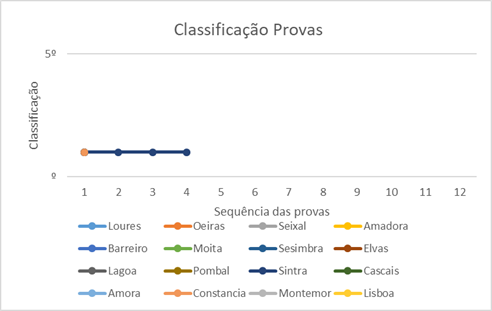 Classificação Provas
5º
Classificação
º
1 2 3 4 5 6 7 8 9 10 11 12
Sequência das provas
Loures Oeiras Seixal Amadora
Barreiro Moita Sesimbra Elvas
Lagoa Pombal Sintra Cascais
Amora Constancia Montemor Lisboa